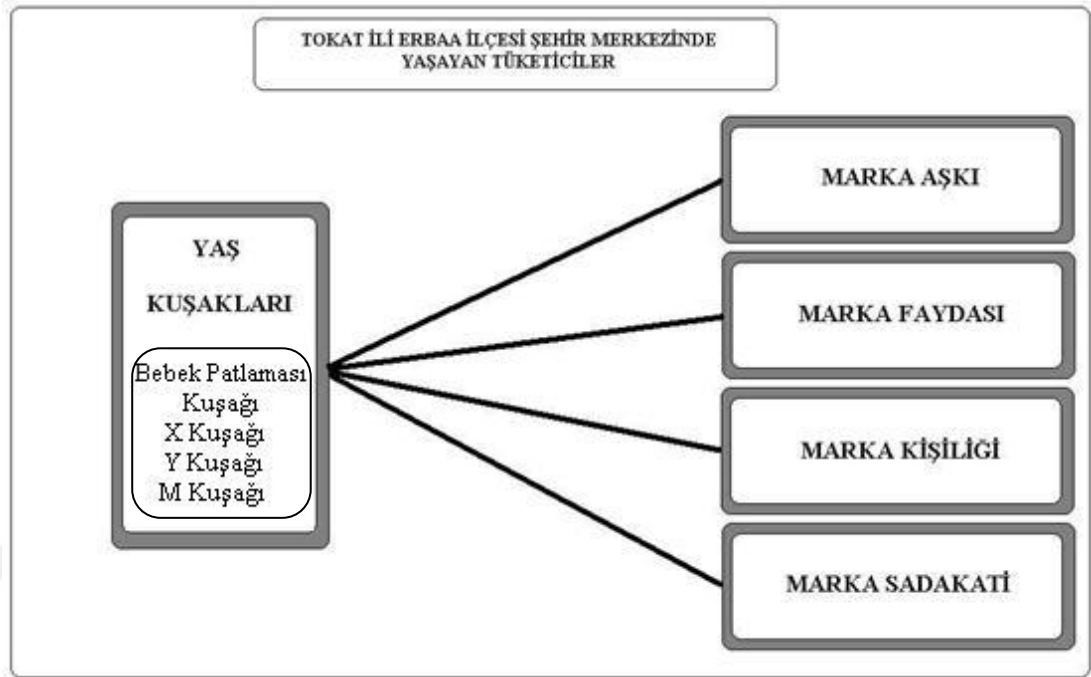 TOKAT İLİ ERBAA İLÇESİ ŞEHİR MERKEZİNDE
YAŞAYAN TÜKETİCİLER
YAŞ
KUŞAKLARI
Bebek Patlaması
Kuşağı
X Kuşağı
Y Kuşağı
M Kuşağı
MARKA AŞKI
MARKA FAYDASI
MARKA KİŞİLİĞİ
MARKA SADAKATİ